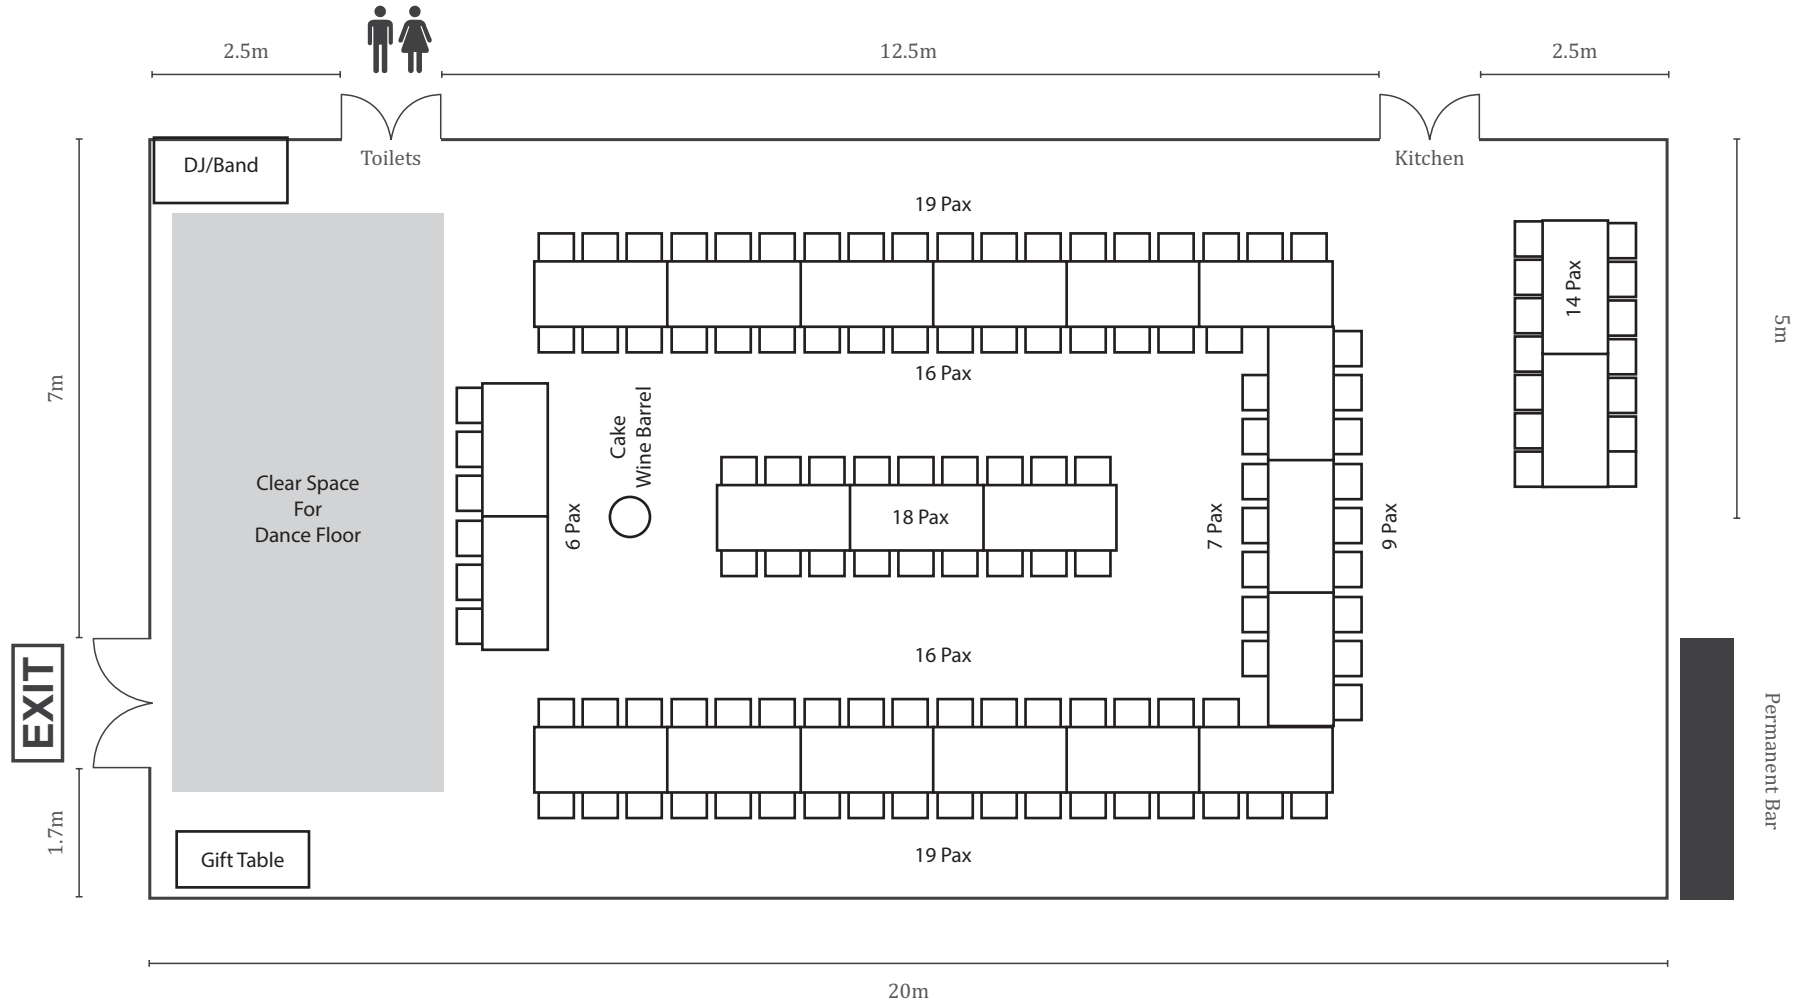 2.5m
12.5m
2.5m
Toilets
Kitchen
DJ/Band
19 Pax
14 Pax
5m
7m
16 Pax
Cake
Wine Barrel
Clear Space
For
Dance Floor
6 Pax
18 Pax
7 Pax
9 Pax
16 Pax
EXIT
Permanent Bar
1.7m
Gift Table
19 Pax
20m